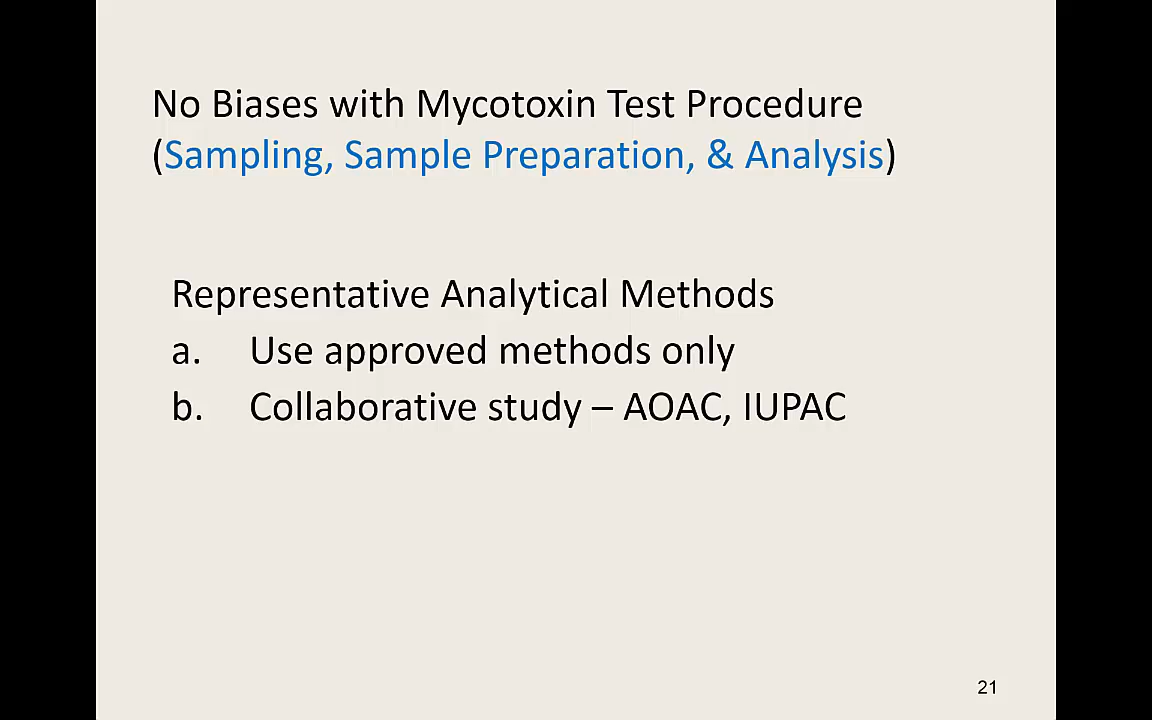 No Biases with Mycotoxin Test Procedure
(Sampling, Sample Preparation, & Analysis)
Representative Analytical Methods
a. Use approved methods only
b. Collaborative study – AOAC, IUPAC
21